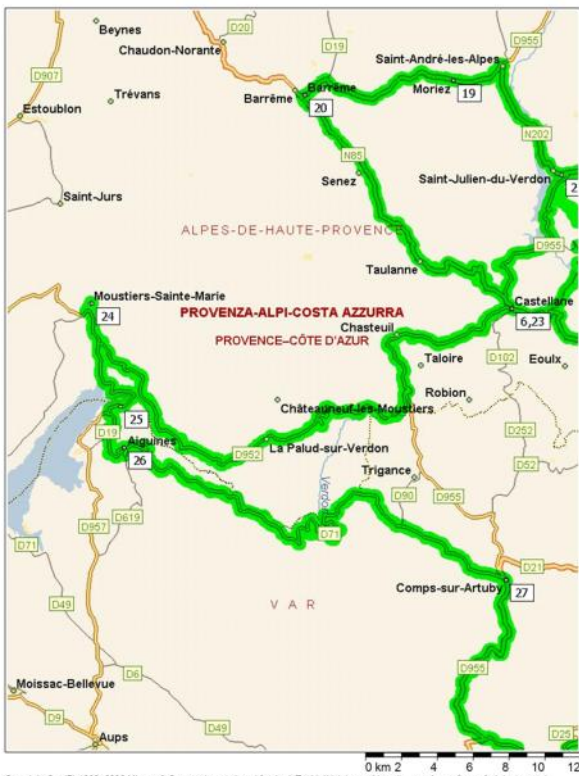 Beynes
D20
D19
D955
Chaudon-Norante
Saint-André-les-Alpes
D907
Trévans
Barrême
Barrême
20
Moriez
19
Estoublon
N202
N85
Senez
Saint-Julien-du-Verdon
Saint-Jurs
ALPES-DE-HAUTE-PROVENCE
D955
Taulanne
Moustiers-Sainte-Marie
24
PROVENZA-ALPI-COSTA AZZURRA
Castellane
6,23
PROVENCE–CÔTE D'AZUR
Chasteuil
D102
Taloire
Eoulx
Robion
Châteauneuf-les-Moustiers
25
D19
Aiguines
D952
La Palud-sur-Verdon
D252
26
D52
Trigance
Verdon
D90
D955
D957
D619
D71
D71
D21
Comps-sur-Artuby
27
VAR
D49
D955
D6
Moissac-Bellevue
D9
D49
Aups
D25
0 km 2 4 6 8 10 12